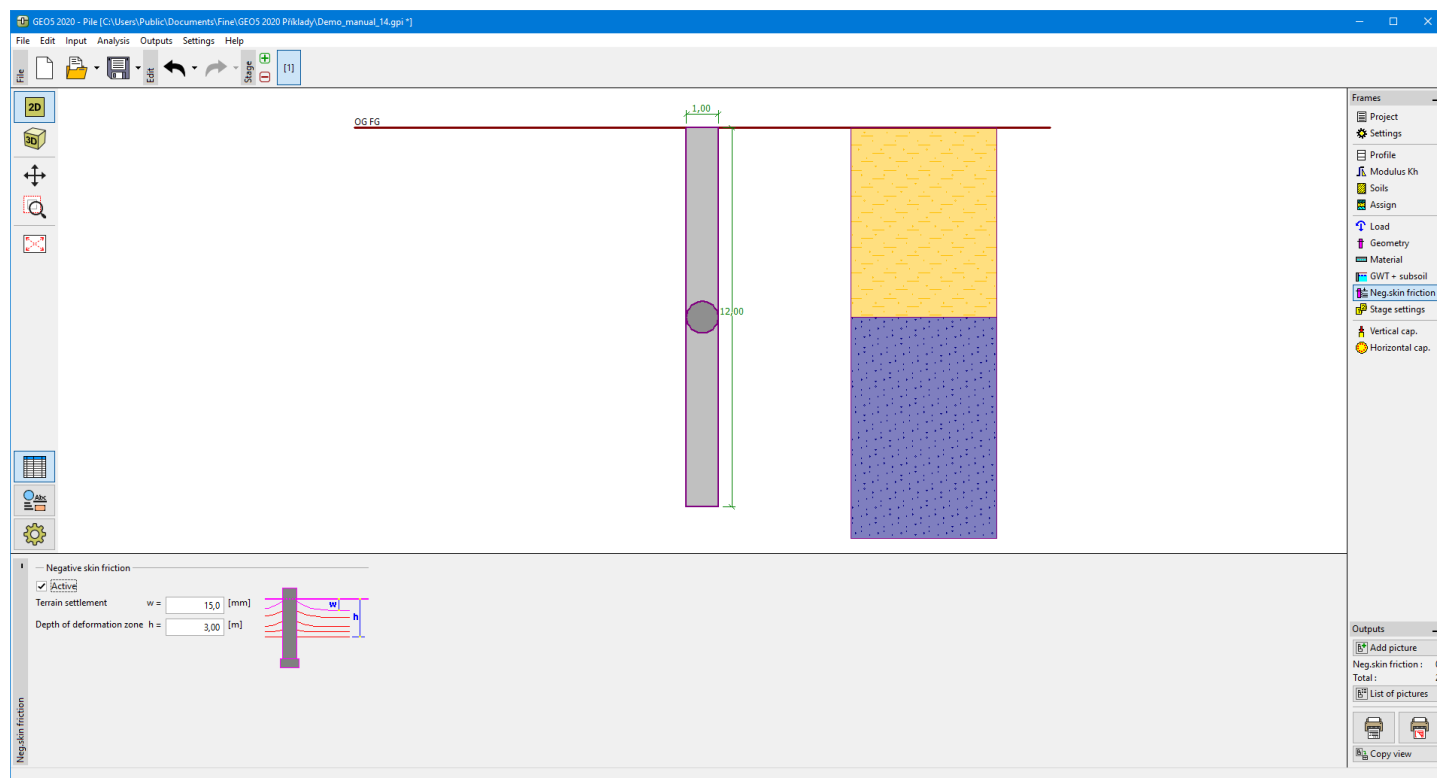 GEO5 2020 - Pile [C:\Users\Public\Documents\Fine\GEO5 2020 Příklady\Demo_manual_14.gpi *]
File Edit Input Analysis Outputs Settings Help
File
Edit
Stage
[1]
2D
3D
OG FG
1,00
12,00
Frames
Project
Settings
Profile
Modulus Kh
Soils
Assign
Load
Geometry
Material
GWT + subsoil
Neg.skin friction
Stage settings
Vertical cap.
Horizontal cap.
Abc
Negative skin friction
Active
Terrain settlement w = 15,0 [mm]
Depth of deformation zone h = 3,00 [m]
w
h
Neg.skin friction
Outputs
Add picture
Neg.skin friction :
Total :
List of pictures
Copy view